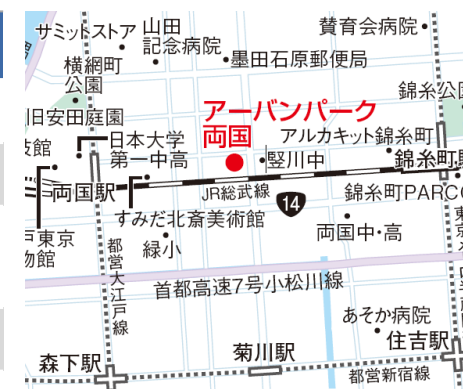 サミットストア
山田
記念病院
賛育会病院
墨田石原郵便局
横網町
公園
錦糸公
旧安田庭園
アーバンパーク
両国
日本大学
第一中高
アルカキット錦糸町
技館
竪川中
錦糸町
両国駅
JR総武線
14
錦糸町PARCO
すみだ北斎美術館
戸東京
物館
緑小
両国中・高
都営大江戸線
首都高速7号小松川線
あそか病院
住吉駅
菊川駅
森下駅
都営新宿線